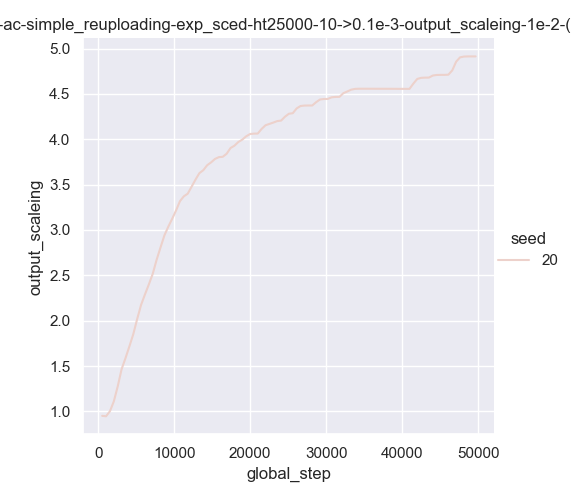 -ac-simple_reuploading-exp_sced-ht25000-10->0.1e-3-output_scaleing-1e-2-(
5.0
4.5
4.0
3.5
3.0
2.5
2.0
1.5
1.0
output_scaleing
0 10000 20000 30000 40000 50000
global_step
seed
20